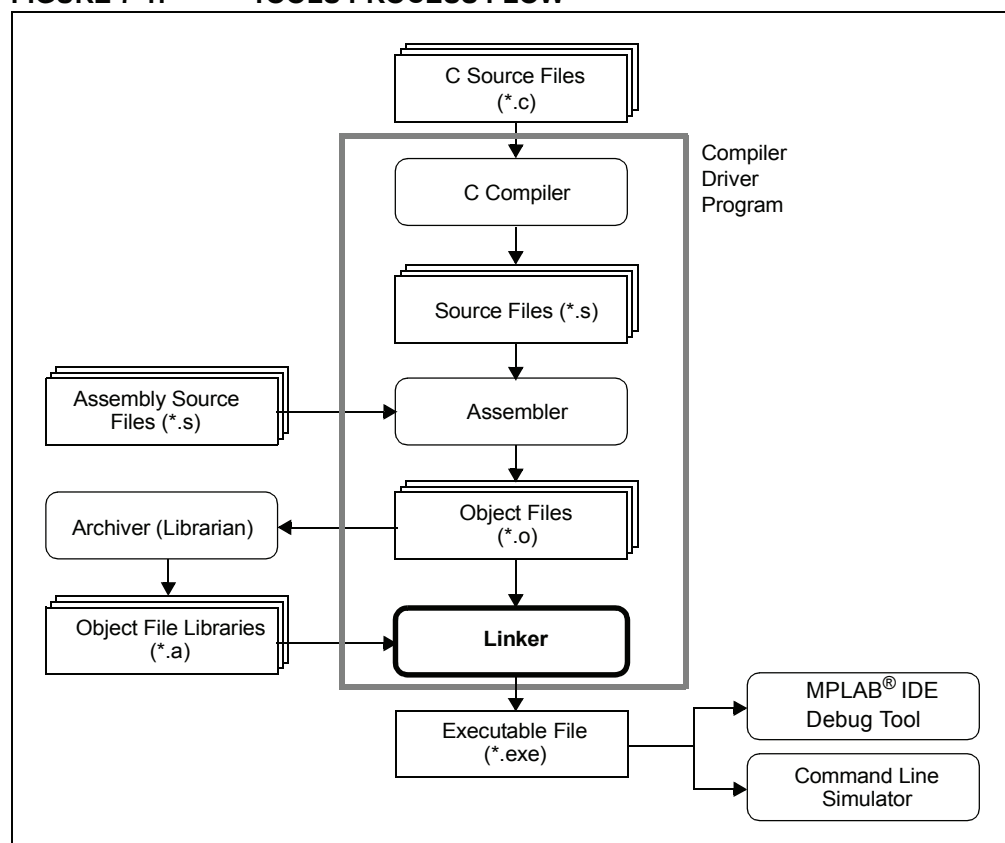 C Source Files
(*.c)
Compiler
Driver
Program
C Compiler
Source Files (*.s)
Assembly Source
Files (*.s)
Assembler
Archiver (Librarian)
Object Files
(*.o)
Object File Libraries
(*.a)
Linker
Executable File
(*.exe)
MPLAB® IDE
Debug Tool
Command Line
Simulator